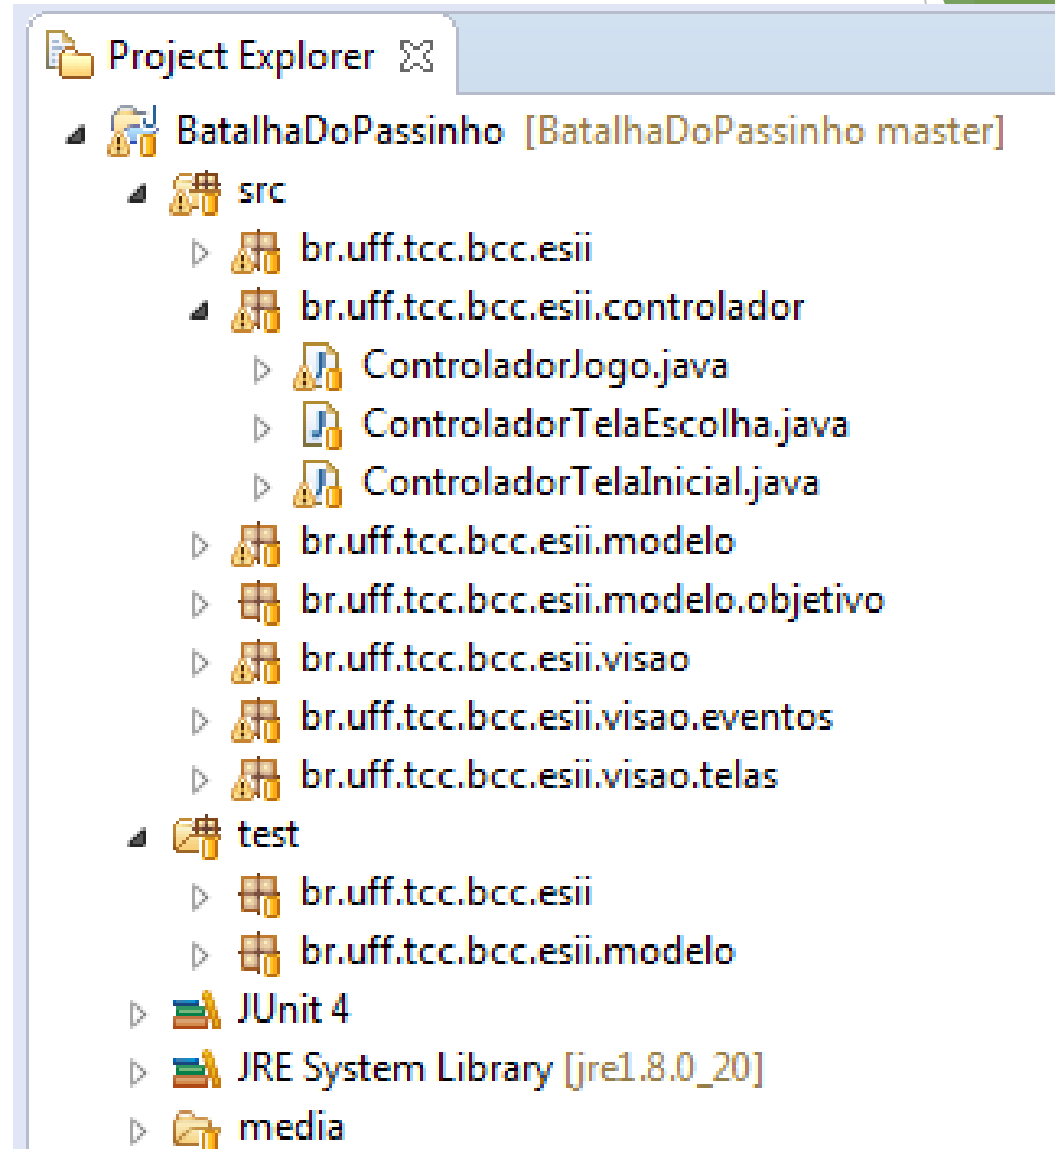 Project Explorer
BatalhaDoPassinho [BatalhaDoPassinho master]
src
br.uff.tcc.bcc.esii
br.uff.tcc.bcc.esii.controlador
ControladorJogo.java
ControladorTelaEscolha.java
ControladorTelaInicial.java
br.uff.tcc.bcc.esii.modelo
br.uff.tcc.bcc.esii.modelo.objetivo
br.uff.tcc.bcc.esii.visao
br.uff.tcc.bcc.esii.visao.eventos
br.uff.tcc.bcc.esii.visao.telas
test
br.uff.tcc.bcc.esii
br.uff.tcc.bcc.esii.modelo
JUnit 4
JRE System Library [jre1.8.0_20]
media